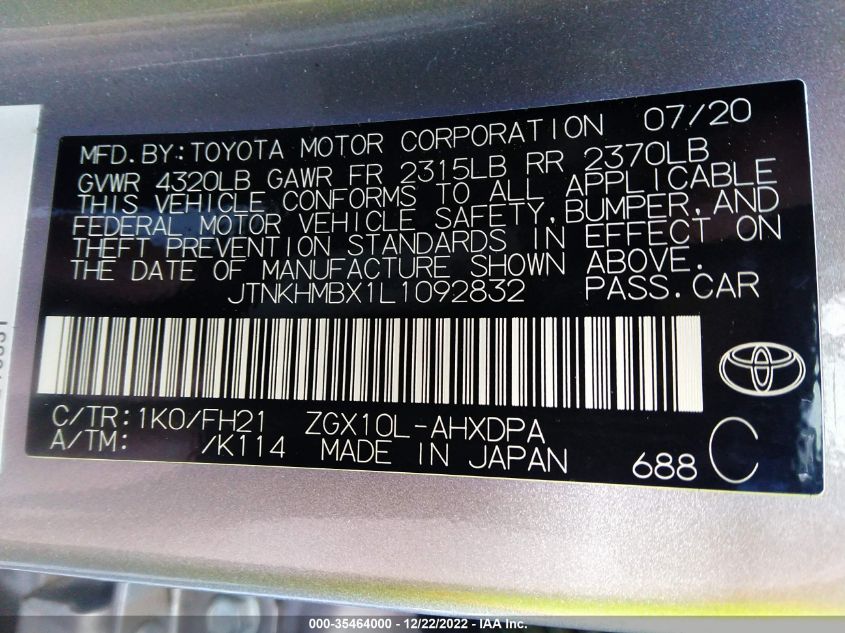 MFD.BY:TOYOTA MOTOR CORPORATION 07/20
GVWR 4320LB GAWR FR 2315LB RR 2370LB
THIS VEHICLE CONFORMS TO ALL APPLICABLE
FEDERAL MOTOR VEHICLE SAFETY,BUMPER,AND
THEFT PREVENTION STANDARDS IN EFFECT ON
THE DATE OF MANUFACTURE SHOWN ABOVE.
JTNKHMBX1L1092832 PASS.CAR
C/TR:1K0/FH21 ZGX10L-AHXDPA
A/TM: /K114 MADE IN JAPAN 688 C
000-35464000 - 12/22/2022 - IAA Inc.